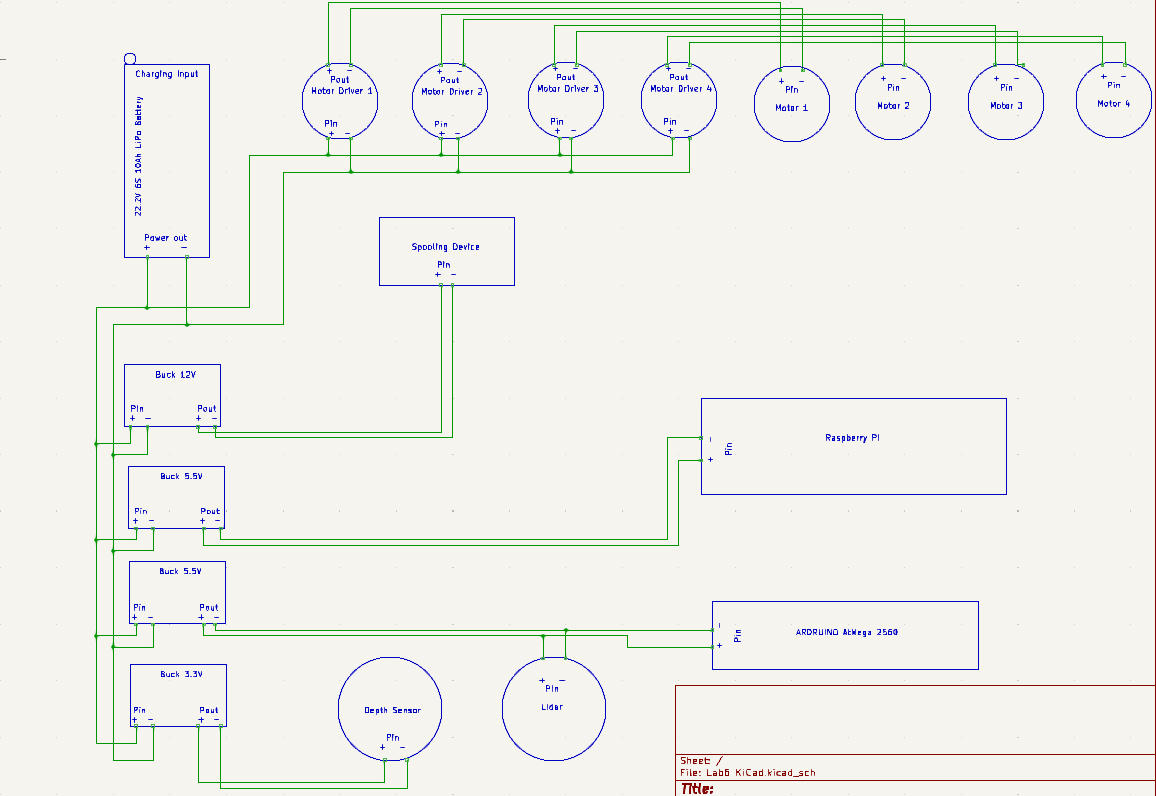 Charging Input
22.2V 6S 10Ah LiPo Battery
Power out
+ −
+ −
Pout
Motor Driver 1
Pin
+ −
+ −
Pout
Motor Driver 2
Pin
+ −
+ −
Pout
Motor Driver 3
Pin
+ −
+ −
Pout
Motor Driver 4
Pin
+ −
+ −
Pin
Motor 1
+ −
Pin
Motor 2
+ −
Pin
Motor 3
+ −
Pin
Motor 4
Spooling Device
Pin
+ −
Buck 12V
Pin Pout
+ − + −
Buck 5.5V
Pin Pout
+ − + −
Buck 5.5V
Pin Pout
+ − + −
Buck 3.3V
Pin Pout
+ − + −
−
+
Pin
Raspberry Pi
−
+
Pin
ARDRUINO AtMega 2560
Depth Sensor
Pin
+ −
+ −
Pin
Lidar
Sheet: /
File: Lab6 KiCad.kicad_sch
Title: